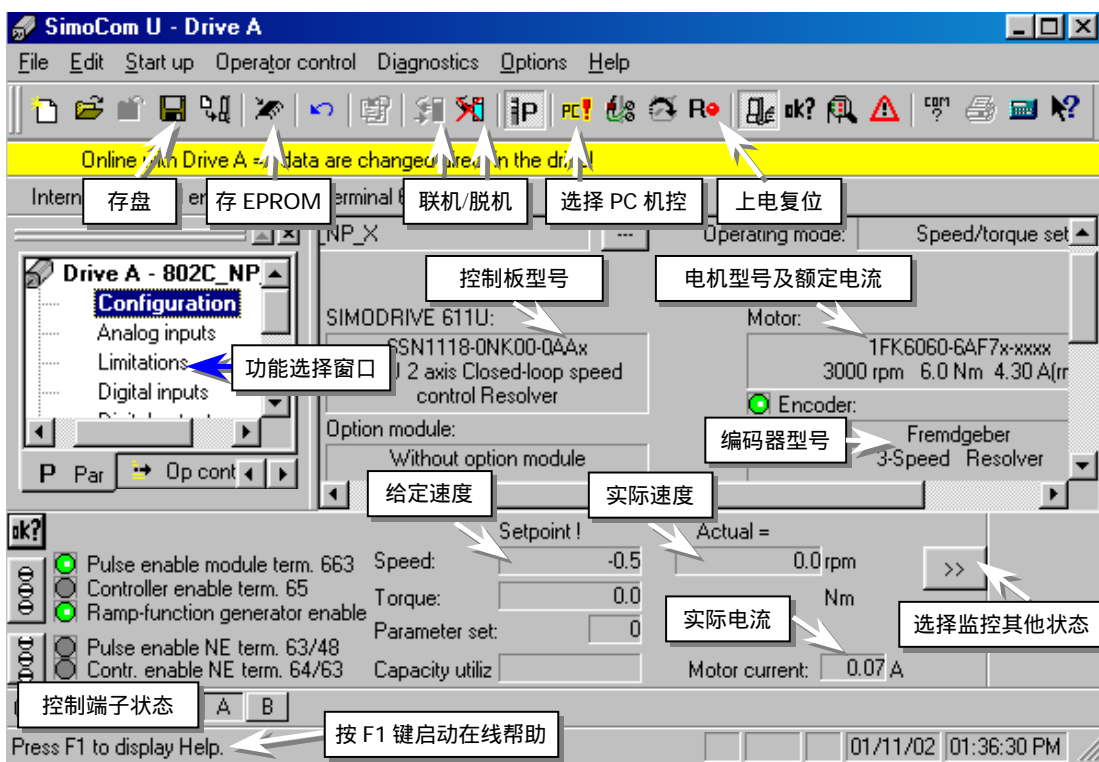 SimoCom U - Drive A
File Edit Start up Operator control Diagnostics Options Help
P PC! R ok? com ?
Online with Drive A data are changed direct in the drive!
存盘
存 EPROM
联机/脱机
选择 PC 机控
上电复位
Intern
en
erminal 6
_NP_X
---
Operating mode: Speed/torque set
Drive A - 802C_NP_
Configuration
Analog inputs
Limitations
Digital inputs
功能选择窗口
P Par
Op cont
控制板型号
电机型号及额定电流
SIMODRIVE 611U:
6SN1118-0NK00-0AAx
2 axis Closed-loop speed
control Resolver
Option module:
Without option module
Motor:
1FK6060-6AF7x-xxxx
3000 rpm 6.0 Nm 4.30 A(rr
Encoder:
Fremdgeber
3-Speed Resolver
编码器型号
给定速度
实际速度
ok?
Setpoint !
Actual =
Pulse enable module term. 663
Controller enable term. 65
Ramp-function generator enable
Pulse enable NE term. 63/48
Contr. enable NE term. 64/63
Speed: -0.5 0.0 rpm
Torque: 0.0 Nm
Parameter set: 0
Capacity utiliz
Motor current: 0.07 A
>>
实际电流
选择监控其他状态
控制端子状态
A B
按 F1 键启动在线帮助
Press F1 to display Help.
01/11/02 01:36:30 PM